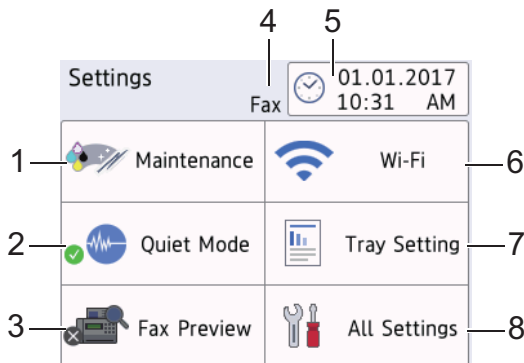 4 5
Settings
Fax
01.01.2017
10:31 AM
1 Maintenance
Wi-Fi 6
2 Quiet Mode
Tray Setting 7
3 Fax Preview
All Settings 8